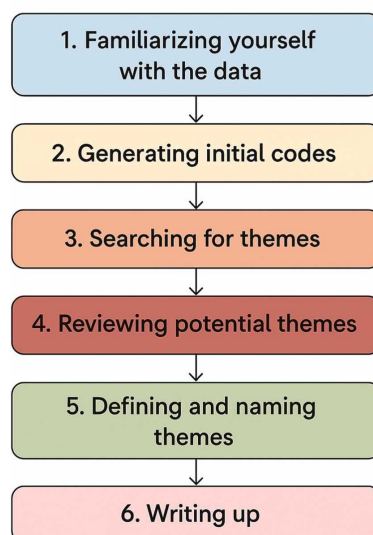 1. Familiarizing yourself
with the data
2. Generating initial codes
3. Searching for themes
4. Reviewing potential themes
5. Defining and naming
themes
6. Writing up